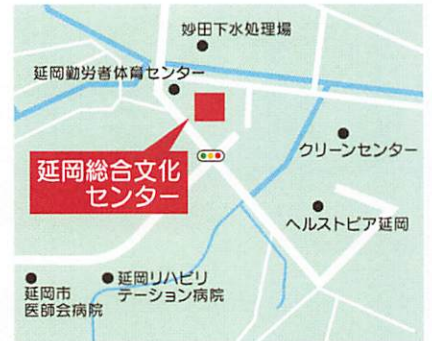 妙田下水処理場
延岡勤労者体育センター
延岡総合文化
センター
クリーンセンター
ヘルストピア延岡
延岡リハビリ
テーション病院
延岡市
医師会病院